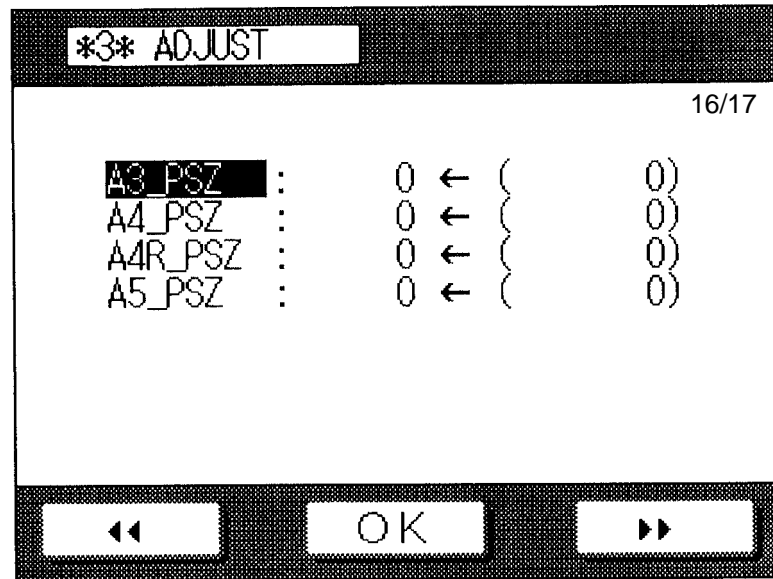 *3* ADJUST
16/17
A3_PSZ : 0 ← ( 0)
A4_PSZ : 0 ← ( 0)
A4R_PSZ : 0 ← ( 0)
A5_PSZ : 0 ← ( 0)
OK